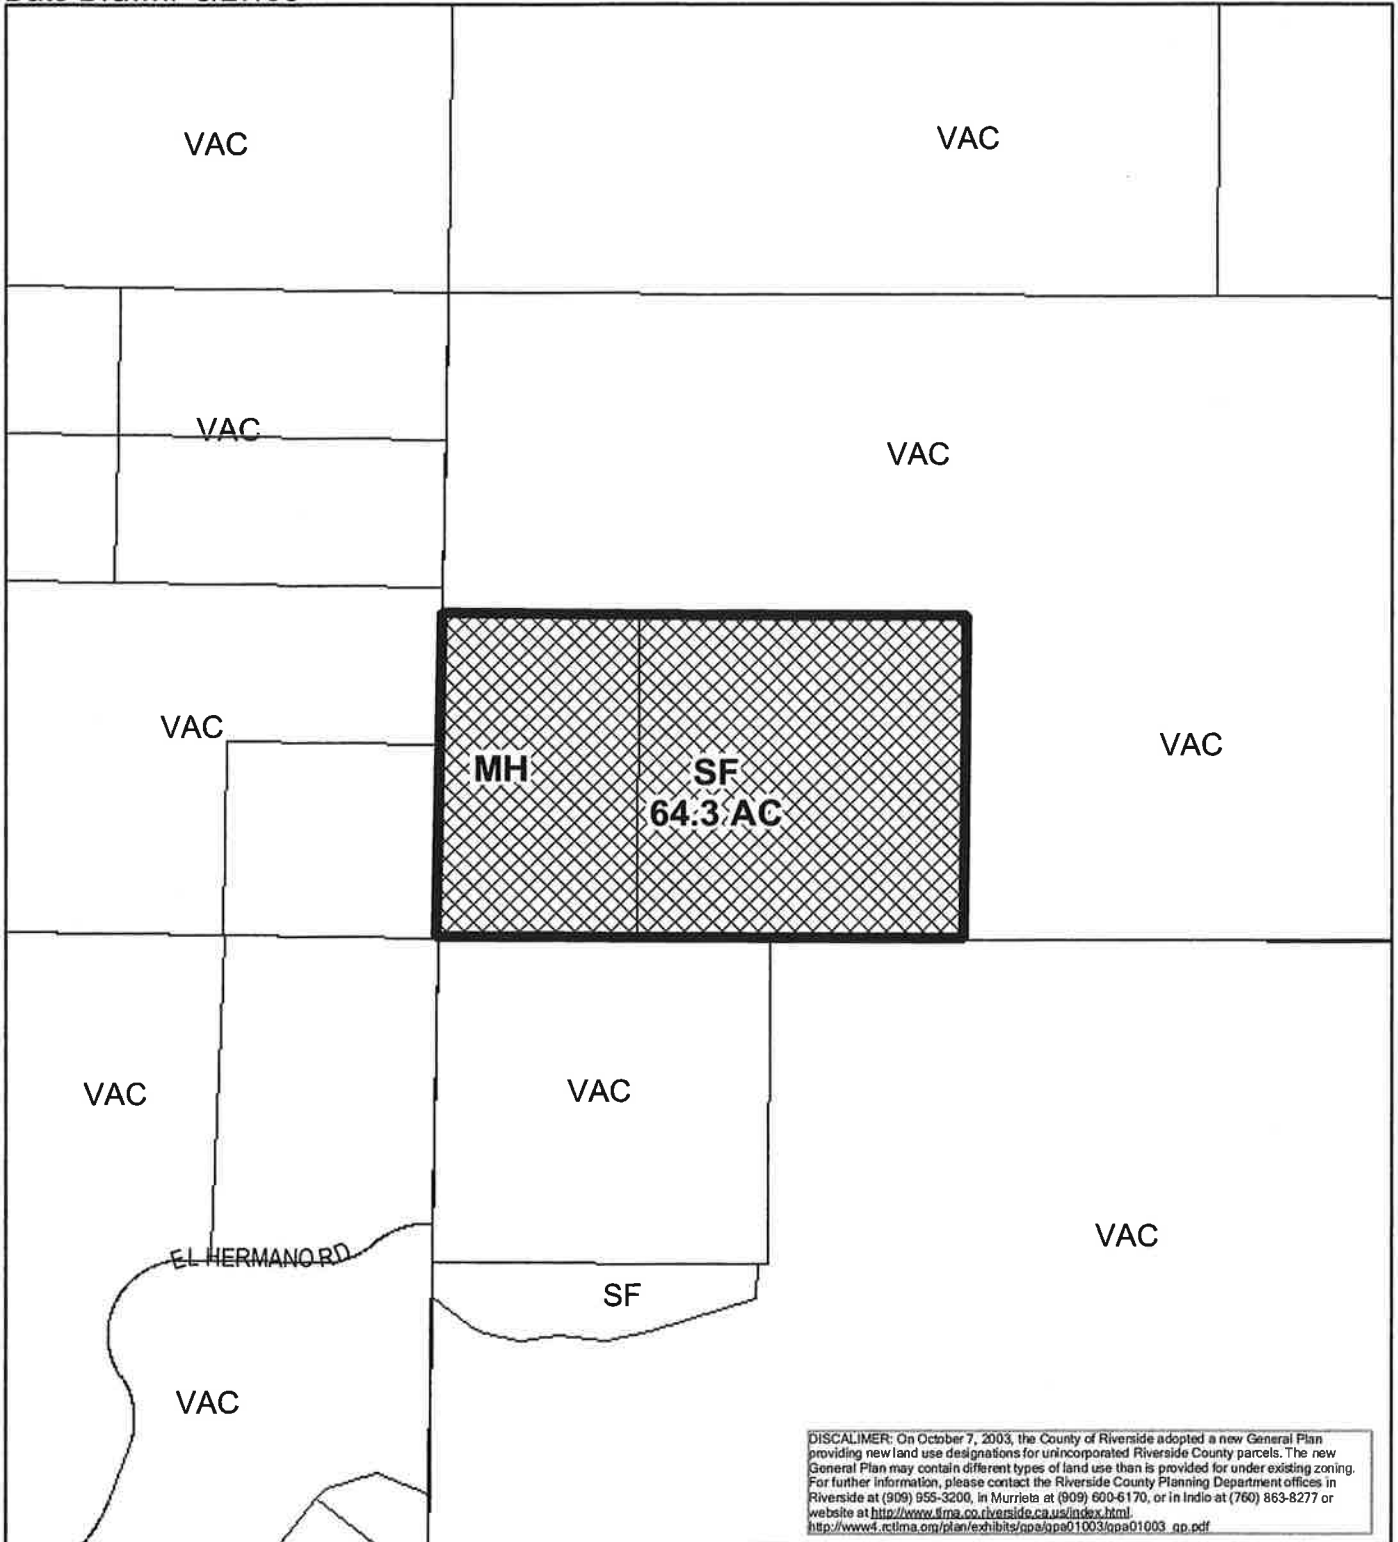 VAC
VAC
VAC
VAC
VAC
VAC
MH
SF
64.3 AC
VAC
VAC
VAC
EL HERMANO RD
SF
VAC
DISCALIMER: On October 7, 2003, the County of Riverside adopted a new General Plan
providing new land use designations for unincorporated Riverside County parcels. The new
General Plan may contain different types of land use than is provided for under existing zoning.
For further information, please contact the Riverside County Planning Department offices in
Riverside at (909) 955-3200, in Murrieta at (909) 600-6170, or in Indio at (760) 863-8277 or
website at http://www.tlma.co.riverside.ca.us/index.html.
http://www4.rctlma.org/plan/exhibits/gpa/gpa01003/gpa01003_gp.pdf